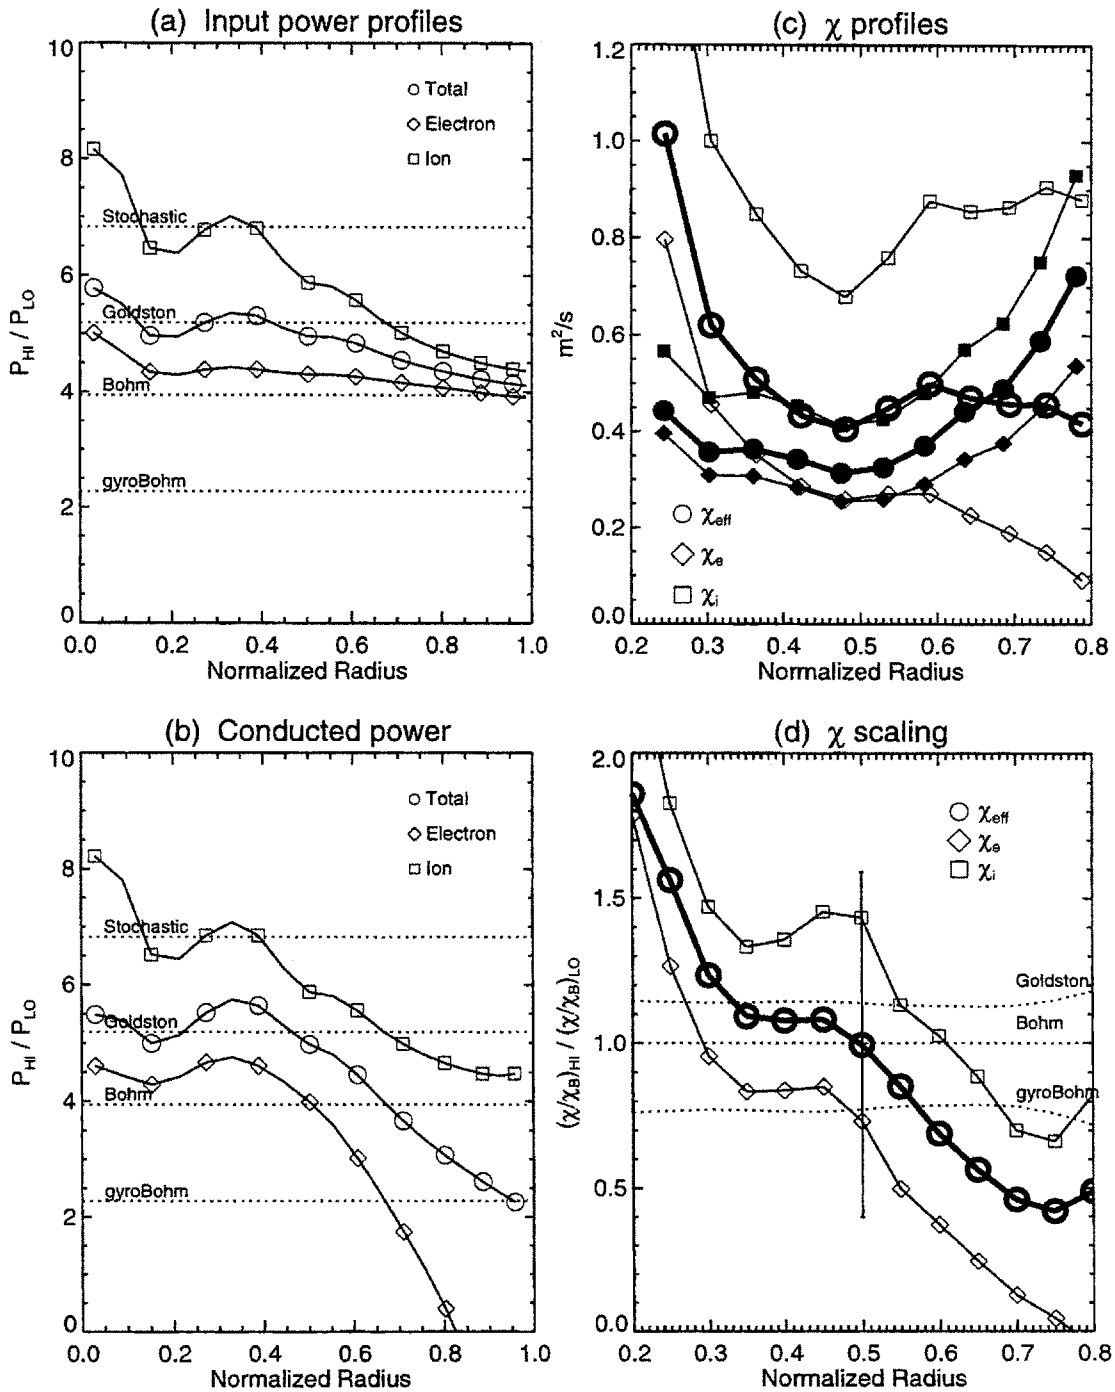 (a) Input power profiles
10
8
6
4
2
0
P_HI / P_LO
Total
Electron
Ion
Stochastic
Goldston
Bohm
gyroBohm
0.0 0.2 0.4 0.6 0.8 1.0
Normalized Radius
(c) χ profiles
1.2
1.0
0.8
0.6
0.4
0.2
0.0
m²/s
χeff
χe
χi
0.2 0.3 0.4 0.5 0.6 0.7 0.8
Normalized Radius
(b) Conducted power
10
8
6
4
2
0
P_HI / P_LO
Total
Electron
Ion
Stochastic
Goldston
Bohm
gyroBohm
0.0 0.2 0.4 0.6 0.8 1.0
Normalized Radius
(d) χ scaling
2.0
1.5
1.0
0.5
0.0
(χ/χ_B)_HI / (χ/χ_B)_LO
χeff
χe
χi
Goldston
Bohm
gyroBohm
0.2 0.3 0.4 0.5 0.6 0.7 0.8
Normalized Radius